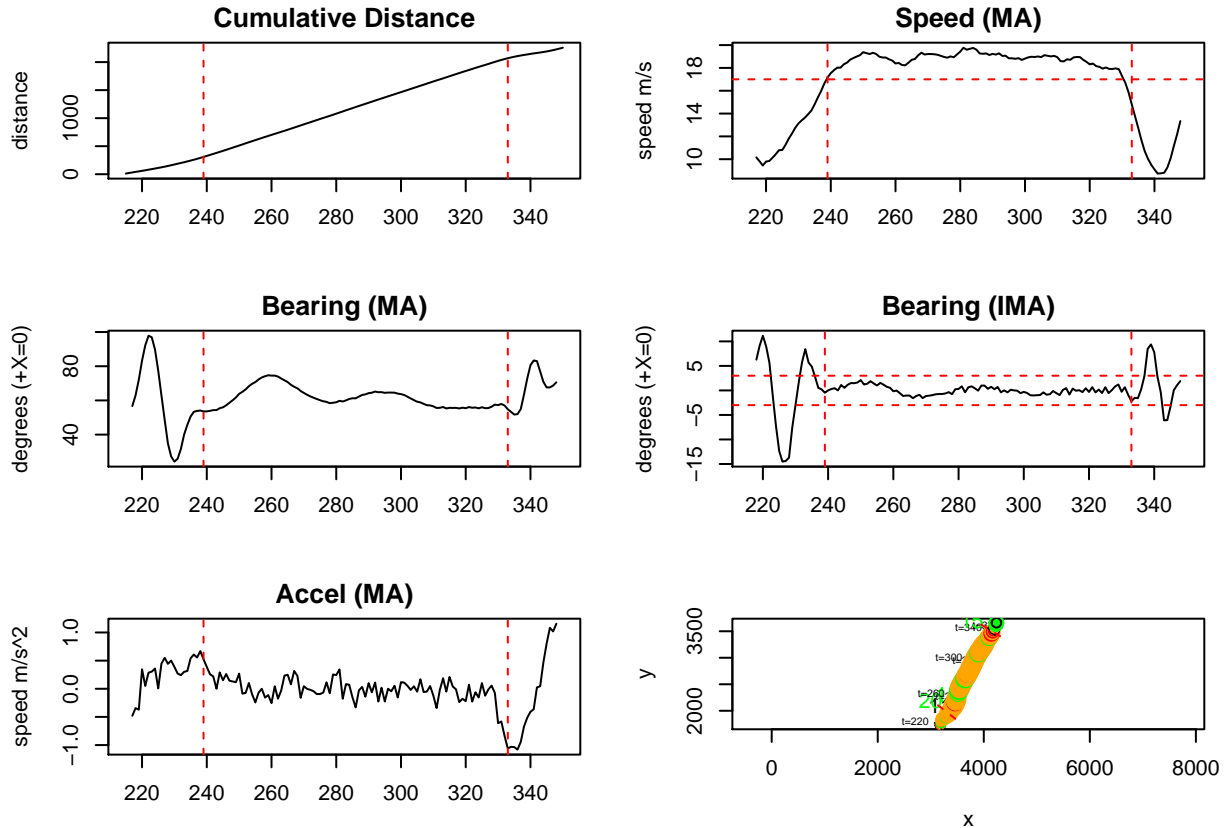 Cumulative Distance
distance
0 1000
220 240 260 280 300 320 340
Speed (MA)
speed m/s
10 14 18
220 240 260 280 300 320 340
Bearing (MA)
degrees (+X=0)
40 80
220 240 260 280 300 320 340
Bearing (IMA)
degrees (+X=0)
−15 −5 5
220 240 260 280 300 320 340
Accel (MA)
speed m/s^2
−1.0 0.0 1.0
220 240 260 280 300 320 340
y
2000 3500
t=340
t=300
t=260
t=220
0 2000 4000 6000 8000
x